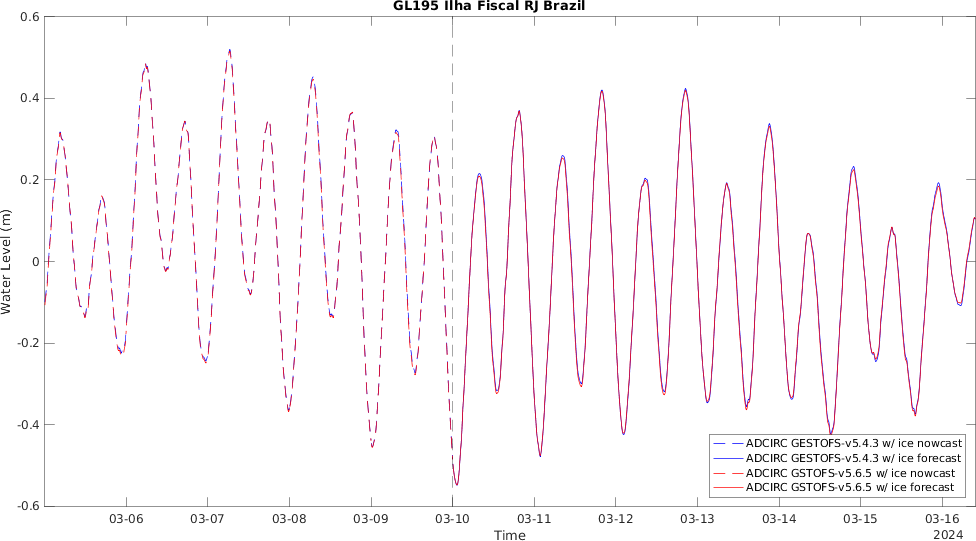 GL195 Ilha Fiscal RJ Brazil
0.6
0.4
0.2
0
-0.2
-0.4
-0.6
Water Level (m)
03-06 03-07 03-08 03-09 03-10 03-11 03-12 03-13 03-14 03-15 03-16
Time
2024
ADCIRC GESTOFS-v5.4.3 w/ ice nowcast
ADCIRC GESTOFS-v5.4.3 w/ ice forecast
ADCIRC GSTOFS-v5.6.5 w/ ice nowcast
ADCIRC GSTOFS-v5.6.5 w/ ice forecast